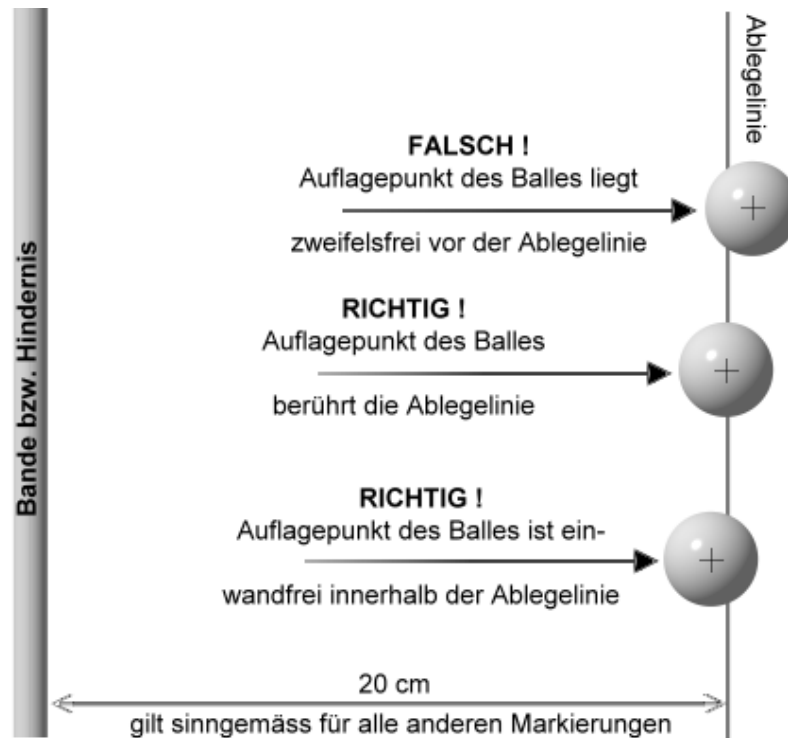 Ablegelinie
FALSCH !
Auflagepunkt des Balles liegt
zweifelsfrei vor der Ablegelinie
Bande bzw. Hindernis
RICHTIG !
Auflagepunkt des Balles
berührt die Ablegelinie
RICHTIG !
Auflagepunkt des Balles ist ein-
wandfrei innerhalb der Ablegelinie
20 cm
gilt sinngemäss für alle anderen Markierungen